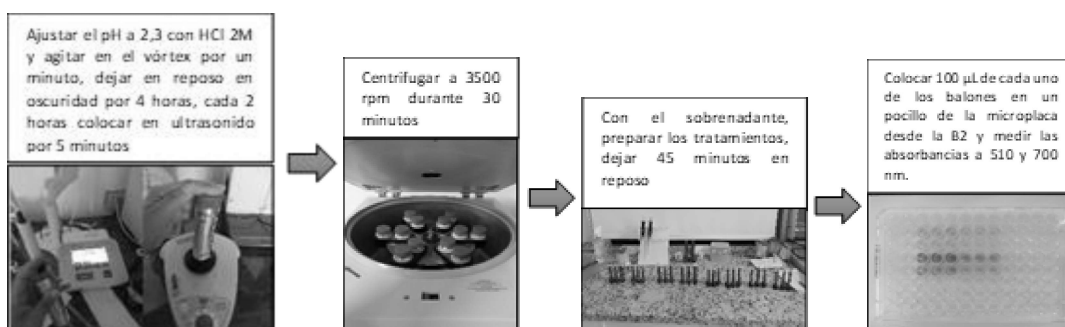 Ajustar el pH a 2,3 con HCl 2M
y agitar en el vórtex por un
minuto, dejar en reposo en
oscuridad por 4 horas, cada 2
horas colocar en ultrasonido
por 5 minutos
Centrifugar a 3500
rpm durante 30
minutos
Con el sobrenadante,
preparar los tratamientos,
dejar 45 minutos en
reposo
Colocar 100 µL de cada uno
de los balones en un
pocillo de la microplaca
desde la B2 y medir las
absorbancias a 510 y 700
nm.